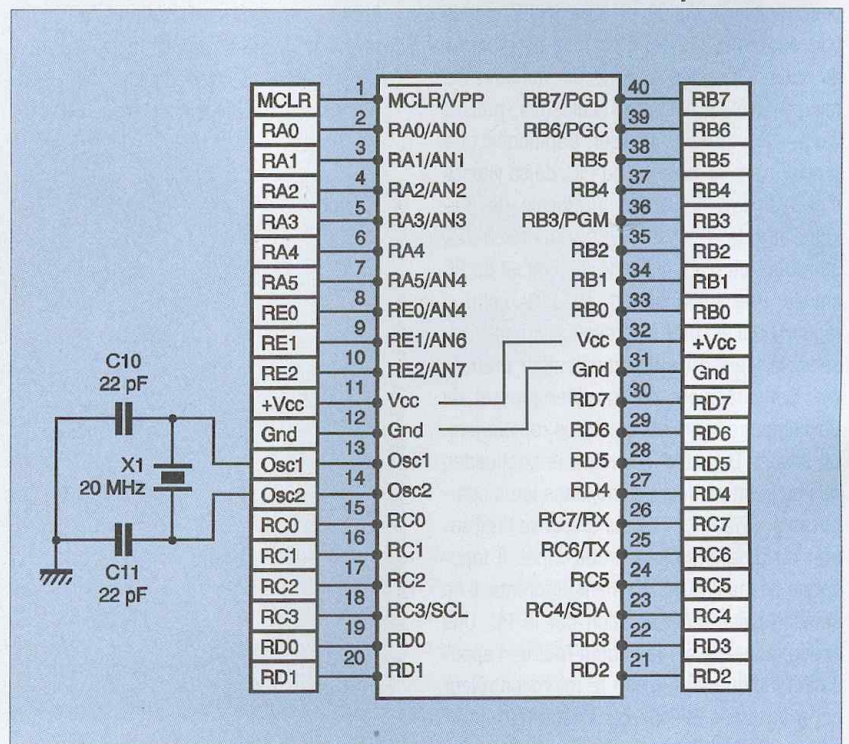 MCLR 1 MCLR/VPP RB7/PGD 40 RB7
RA0 2 RA0/AN0 RB6/PGC 39 RB6
RA1 3 RA1/AN1 RB5 38 RB5
RA2 4 RA2/AN2 RB4 37 RB4
RA3 5 RA3/AN3 RB3/PGM 36 RB3
RA4 6 RA4 RB2 35 RB2
RA5 7 RA5/AN4 RB1 34 RB1
RE0 8 RE0/AN4 RB0 33 RB0
RE1 9 RE1/AN6 Vcc 32 +Vcc
RE2 10 RE2/AN7 Gnd 31 Gnd
+Vcc 11 Vcc RD7 30 RD7
Gnd 12 Gnd RD6 29 RD6
Osc1 13 Osc1 RD5 28 RD5
Osc2 14 Osc2 RD4 27 RD4
RC0 15 RC0 RC7/RX 26 RC7
RC1 16 RC1 RC6/TX 25 RC6
RC2 17 RC2 RC5 24 RC5
RC3 18 RC3/SCL RC4/SDA 23 RC4
RD0 19 RD0 RD3 22 RD3
RD1 20 RD1 RD2 21 RD2
C10
22 pF
X1
20 MHz
C11
22 pF